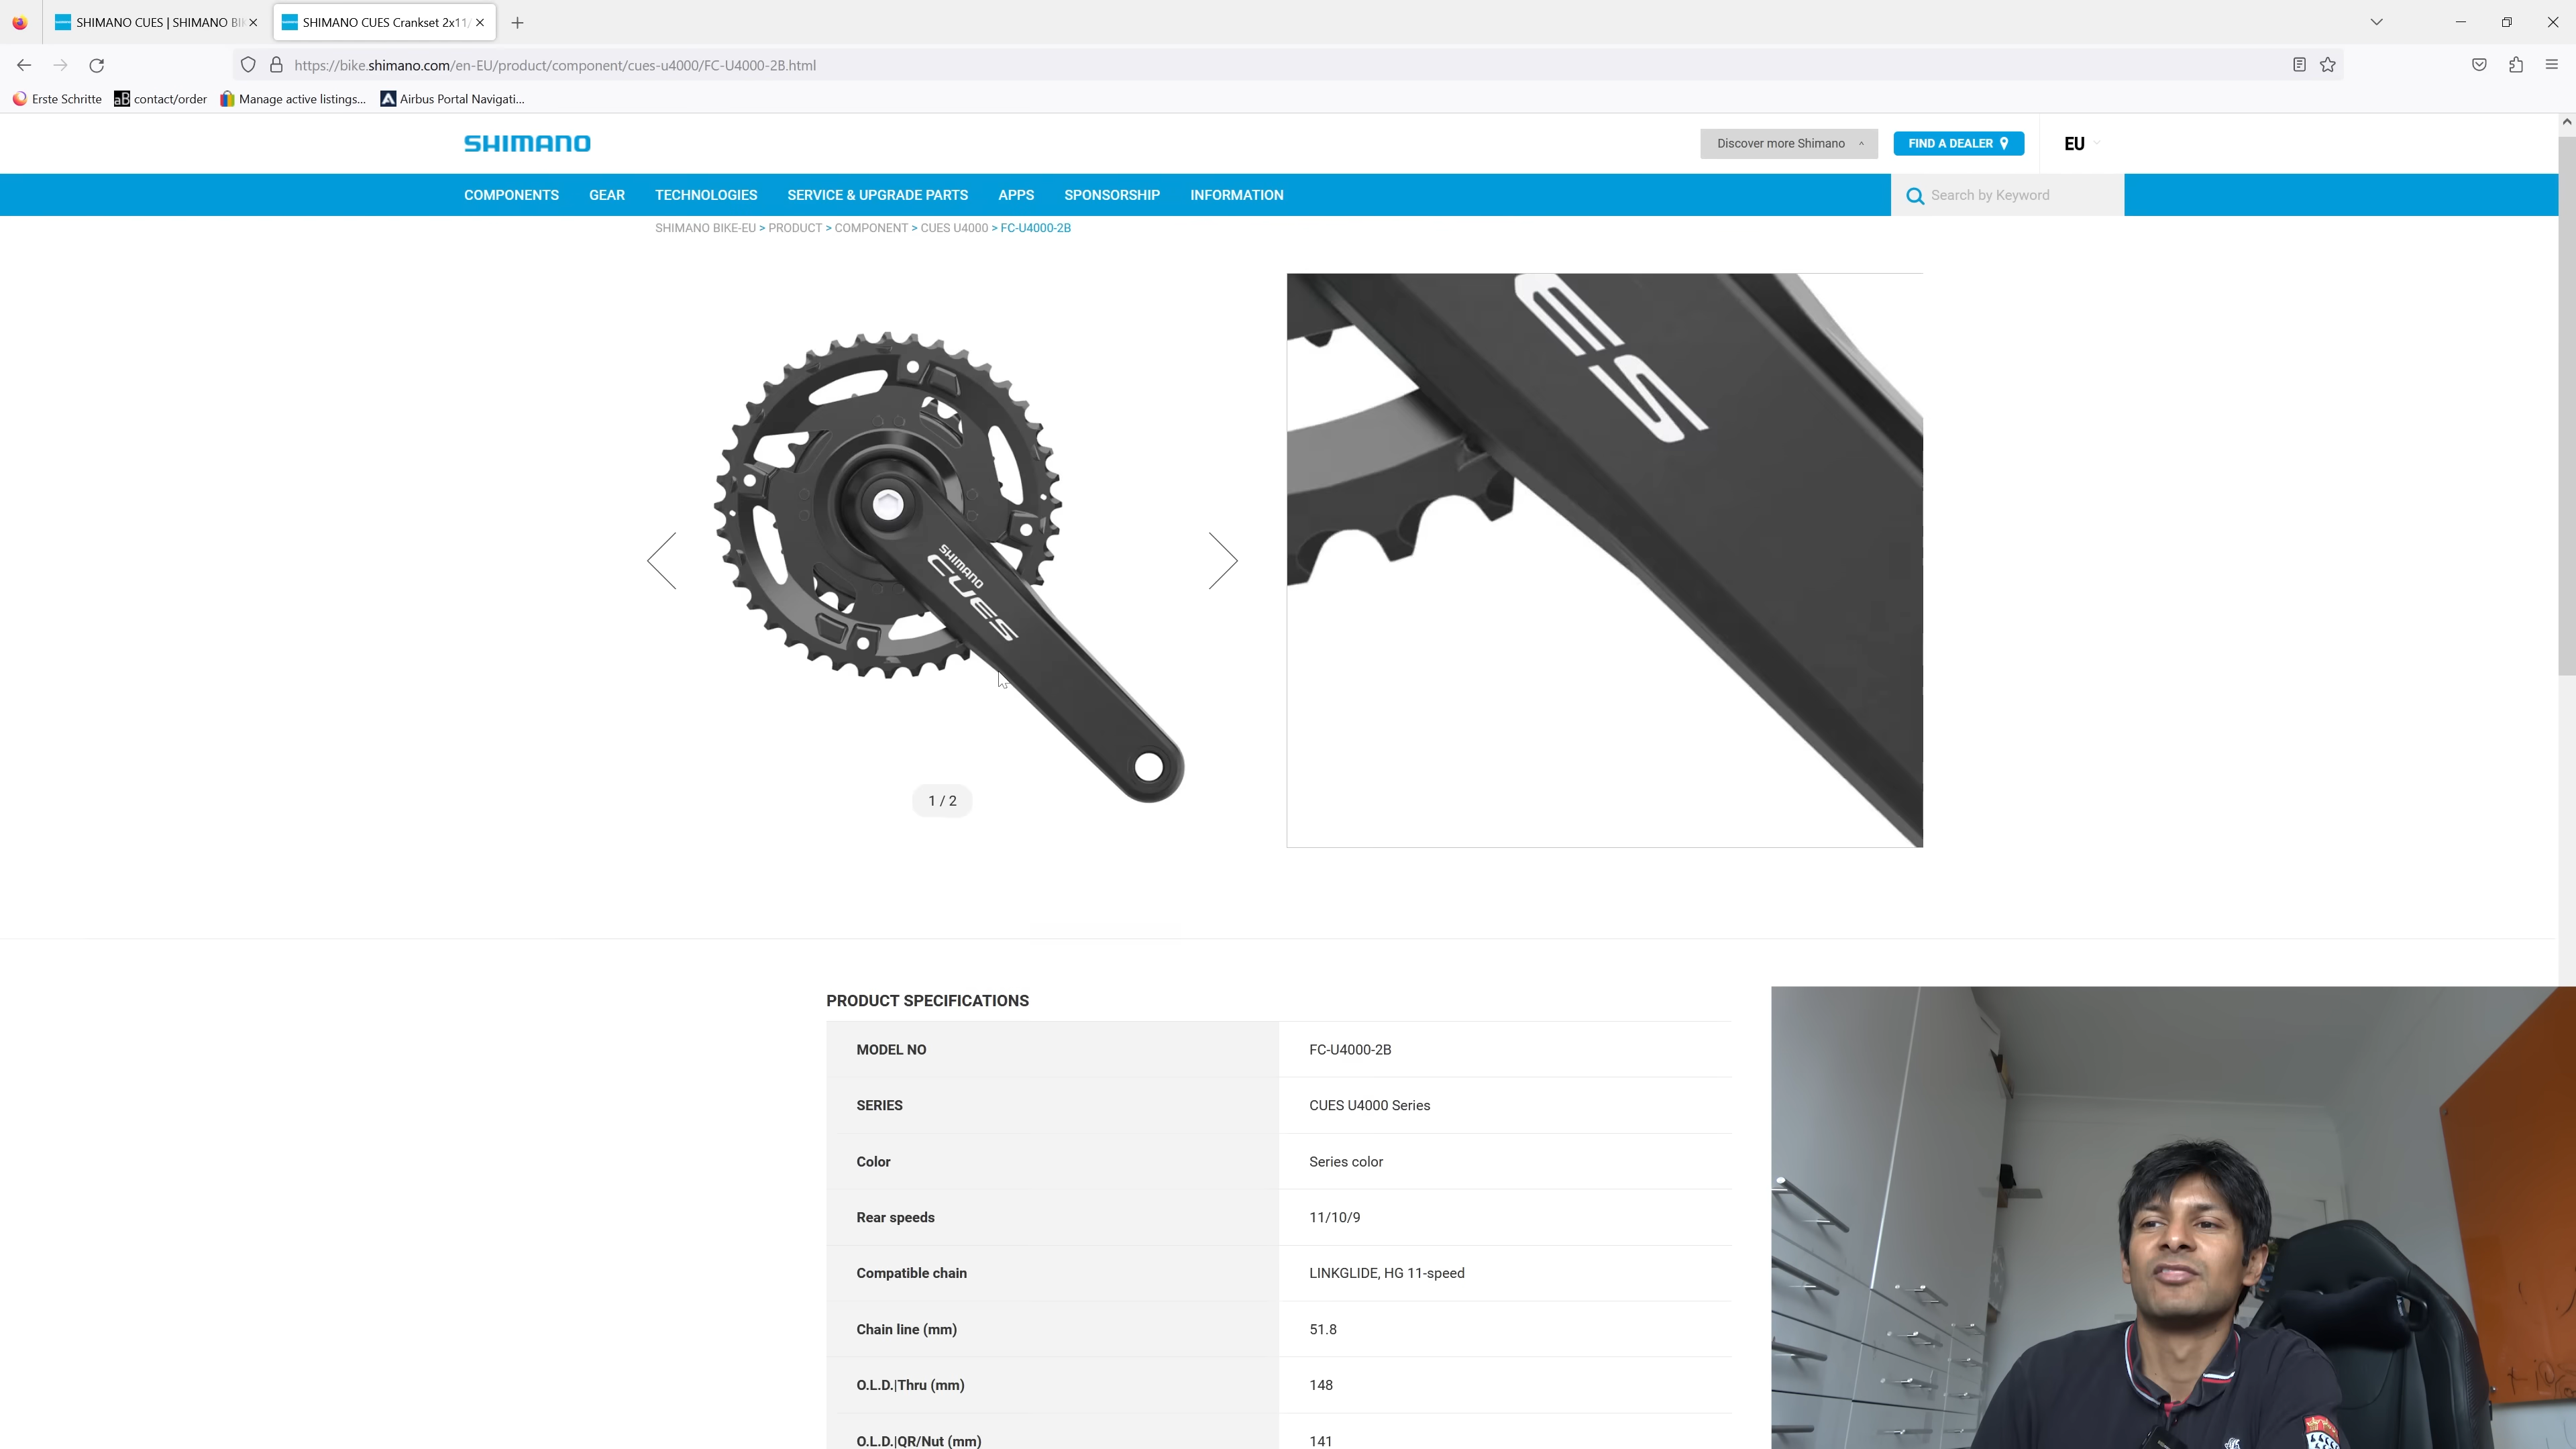 SHIMANO CUES | SHIMANO BI
SHIMANO CUES Crankset 2x11/
https://bike.shimano.com/en-EU/product/component/cues-u4000/FC-U4000-2B.html
Erste Schritte
aB contact/order
Manage active listings...
Airbus Portal Navigati...
SHIMANO
Discover more Shimano
FIND A DEALER
EU
COMPONENTS GEAR TECHNOLOGIES SERVICE & UPGRADE PARTS APPS SPONSORSHIP INFORMATION
Search by Keyword
SHIMANO BIKE-EU > PRODUCT > COMPONENT > CUES U4000 > FC-U4000-2B
SHIMANO
CUES
ES
1 / 2
PRODUCT SPECIFICATIONS
MODEL NO FC-U4000-2B
SERIES CUES U4000 Series
Color Series color
Rear speeds 11/10/9
Compatible chain LINKGLIDE, HG 11-speed
Chain line (mm) 51.8
O.L.D.|Thru (mm) 148
O.L.D.|QR/Nut (mm) 141